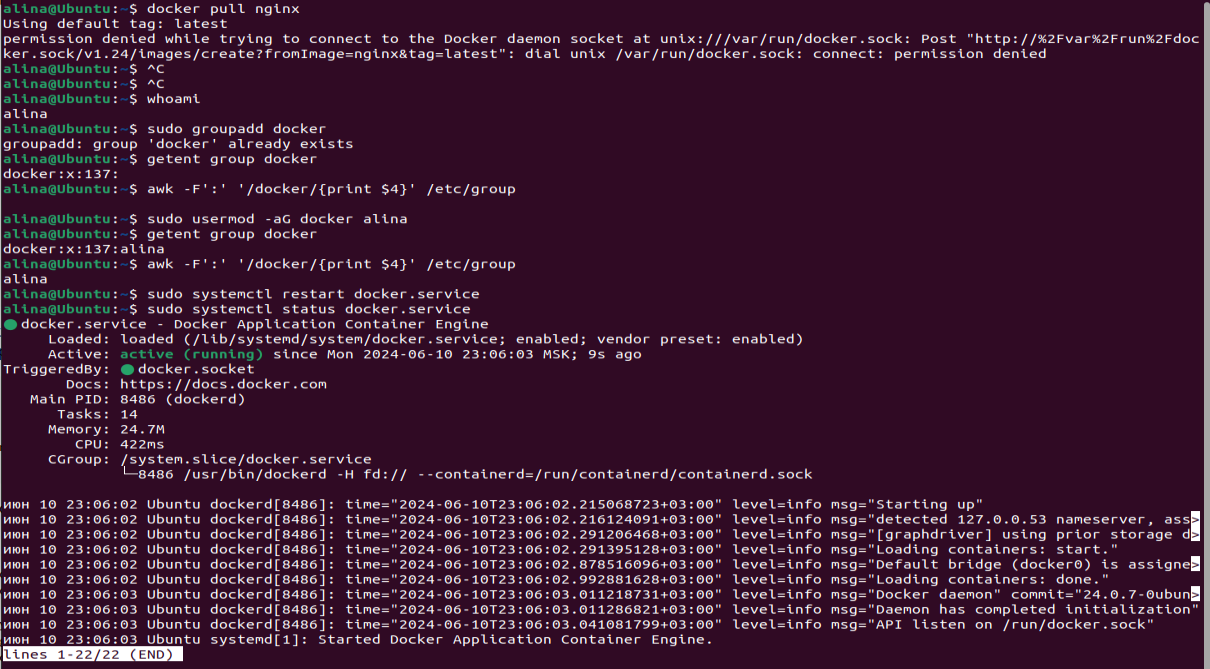 alina@Ubuntu:~$ docker pull nginx
Using default tag: latest
permission denied while trying to connect to the Docker daemon socket at unix:///var/run/docker.sock: Post "http://%2Fvar%2Frun%2Fdoc
ker.sock/v1.24/images/create?fromImage=nginx&tag=latest": dial unix /var/run/docker.sock: connect: permission denied
alina@Ubuntu:~$ ^C
alina@Ubuntu:~$ ^C
alina@Ubuntu:~$ whoami
alina
alina@Ubuntu:~$ sudo groupadd docker
groupadd: group 'docker' already exists
alina@Ubuntu:~$ getent group docker
docker:x:137:
alina@Ubuntu:~$ awk -F':' '/docker/{print $4}' /etc/group
alina@Ubuntu:~$ sudo usermod -aG docker alina
alina@Ubuntu:~$ getent group docker
docker:x:137:alina
alina@Ubuntu:~$ awk -F':' '/docker/{print $4}' /etc/group
alina
alina@Ubuntu:~$ sudo systemctl restart docker.service
alina@Ubuntu:~$ sudo systemctl status docker.service
● docker.service - Docker Application Container Engine
Loaded: loaded (/lib/systemd/system/docker.service; enabled; vendor preset: enabled)
Active: active (running) since Mon 2024-06-10 23:06:03 MSK; 9s ago
TriggeredBy: ● docker.socket
Docs: https://docs.docker.com
Main PID: 8486 (dockerd)
Tasks: 14
Memory: 24.7M
CPU: 422ms
CGroup: /system.slice/docker.service
└─8486 /usr/bin/dockerd -H fd:// --containerd=/run/containerd/containerd.sock
июн 10 23:06:02 Ubuntu dockerd[8486]: time="2024-06-10T23:06:02.215068723+03:00" level=info msg="Starting up"
июн 10 23:06:02 Ubuntu dockerd[8486]: time="2024-06-10T23:06:02.216124091+03:00" level=info msg="detected 127.0.0.53 nameserver, ass>
июн 10 23:06:02 Ubuntu dockerd[8486]: time="2024-06-10T23:06:02.291206468+03:00" level=info msg="[graphdriver] using prior storage d>
июн 10 23:06:02 Ubuntu dockerd[8486]: time="2024-06-10T23:06:02.291395128+03:00" level=info msg="Loading containers: start."
июн 10 23:06:02 Ubuntu dockerd[8486]: time="2024-06-10T23:06:02.878516096+03:00" level=info msg="Default bridge (docker0) is assigne>
июн 10 23:06:02 Ubuntu dockerd[8486]: time="2024-06-10T23:06:02.992881628+03:00" level=info msg="Loading containers: done."
июн 10 23:06:03 Ubuntu dockerd[8486]: time="2024-06-10T23:06:03.011218731+03:00" level=info msg="Docker daemon" commit="24.0.7-0ubun>
июн 10 23:06:03 Ubuntu dockerd[8486]: time="2024-06-10T23:06:03.011286821+03:00" level=info msg="Daemon has completed initialization"
июн 10 23:06:03 Ubuntu dockerd[8486]: time="2024-06-10T23:06:03.041081799+03:00" level=info msg="API listen on /run/docker.sock"
июн 10 23:06:03 Ubuntu systemd[1]: Started Docker Application Container Engine.
lines 1-22/22 (END)